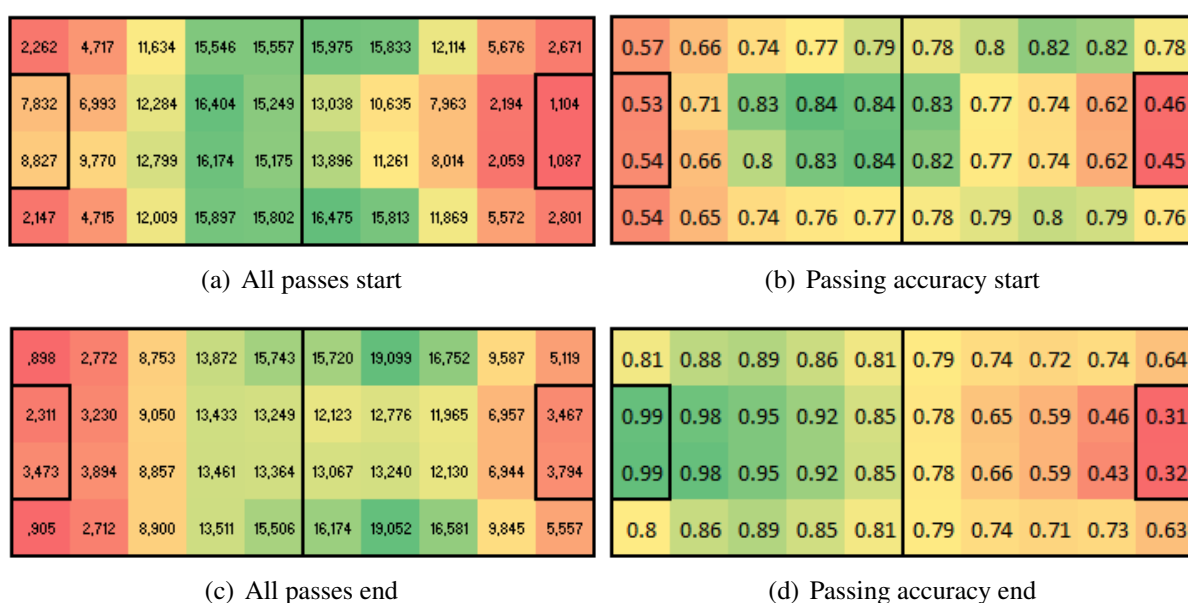 2,262 4,717 11,634 15,546 15,557 15,975 15,833 12,114 5,676 2,671
7,832 6,993 12,284 16,404 15,249 13,038 10,635 7,963 2,194 1,104
8,827 9,770 12,799 16,174 15,175 13,896 11,261 8,014 2,059 1,087
2,147 4,715 12,009 15,897 15,802 16,475 15,813 11,869 5,572 2,801
(a) All passes start
0.57 0.66 0.74 0.77 0.79 0.78 0.8 0.82 0.82 0.78
0.53 0.71 0.83 0.84 0.84 0.83 0.77 0.74 0.62 0.46
0.54 0.66 0.8 0.83 0.84 0.82 0.77 0.74 0.62 0.45
0.54 0.65 0.74 0.76 0.77 0.78 0.79 0.8 0.79 0.76
(b) Passing accuracy start
,898 2,772 8,753 13,872 15,743 15,720 19,099 16,752 9,587 5,119
2,311 3,230 9,050 13,433 13,249 12,123 12,776 11,965 6,957 3,467
3,473 3,894 8,857 13,461 13,364 13,067 13,240 12,130 6,944 3,794
,905 2,712 8,900 13,511 15,506 16,174 19,052 16,581 9,845 5,557
(c) All passes end
0.81 0.88 0.89 0.86 0.81 0.79 0.74 0.72 0.74 0.64
0.99 0.98 0.95 0.92 0.85 0.78 0.65 0.59 0.46 0.31
0.99 0.98 0.95 0.92 0.85 0.78 0.66 0.59 0.43 0.32
0.8 0.86 0.89 0.85 0.81 0.79 0.74 0.71 0.73 0.63
(d) Passing accuracy end